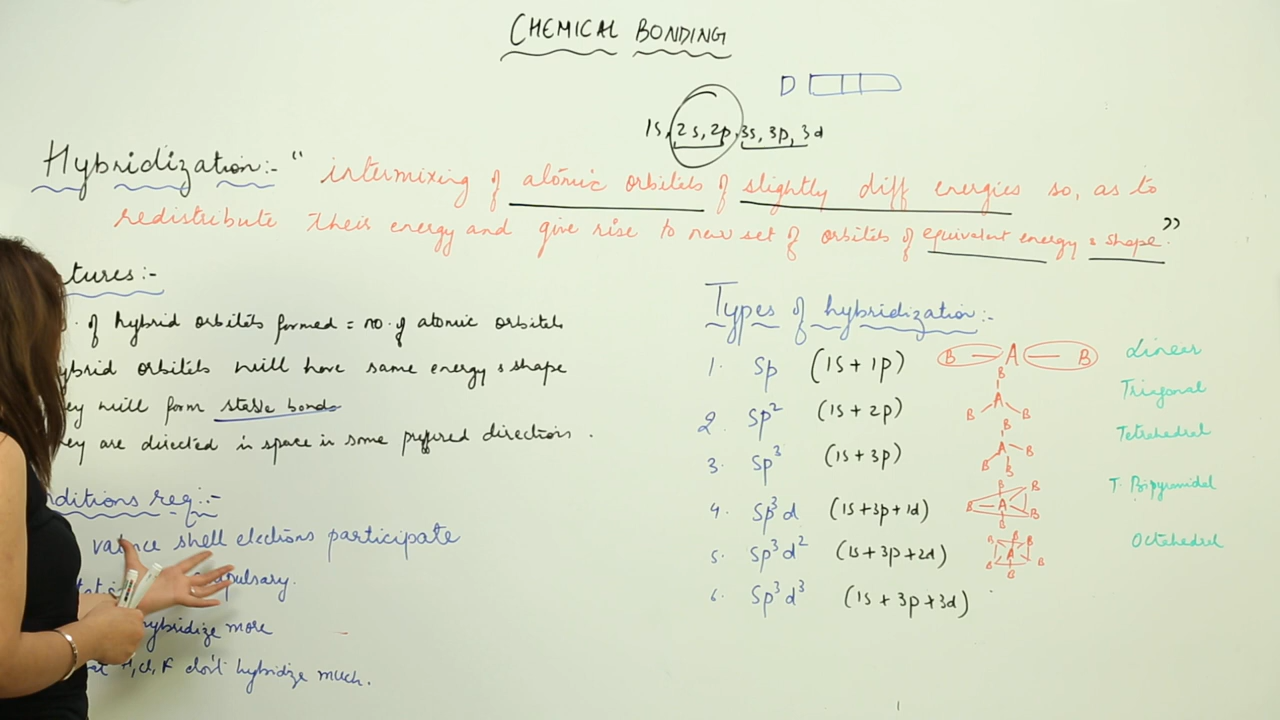 CHEMICAL BONDING
D
1s, 2s, 2p, 3s, 3p, 3d
Hybridization:- " intermixing of atomic orbitals of slightly diff energies so, as to
redistribute their energy and give rise to new set of orbitals of equivalent energy & shape."
tures:-
. of hybrid orbitals formed = no. of atomic orbitals
ybrid orbitals will have same energy & shape
ey will form stable bonds
ey are directed in space in some preffered directions.
nditions req:-
valence shell elections participate
hybridize more
H, Cl, F don't hybridize much.
Types of hybridization:-
1. Sp (1s + 1p) B A B Linear
2. Sp² (1s + 2p) B A B B Trigonal
3. Sp³ (1s + 3p) B A B B B Tetrahedral
4. Sp³d (1s + 3p + 1d) B B B A B B T. Bipyramidal
5. Sp³d² (1s + 3p + 2d) B B A B B B Octahedral
6. Sp³d³ (1s + 3p + 3d)